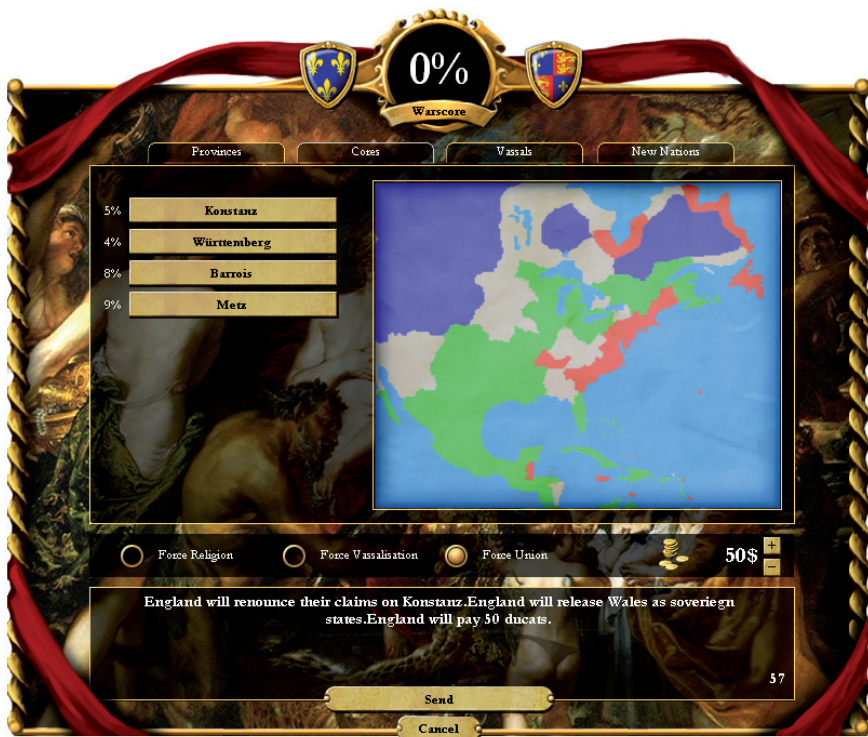 0%
Warscore
Provinces
Cores
Vassals
New Nations
5%
Konstanz
4%
Württemberg
8%
Barrois
9%
Metz
Force Religion
Force Vassalisation
Force Union
50$
+
−
England will renounce their claims on Konstanz.England will release Wales as soveriegn
states.England will pay 50 ducats.
57
Send
Cancel